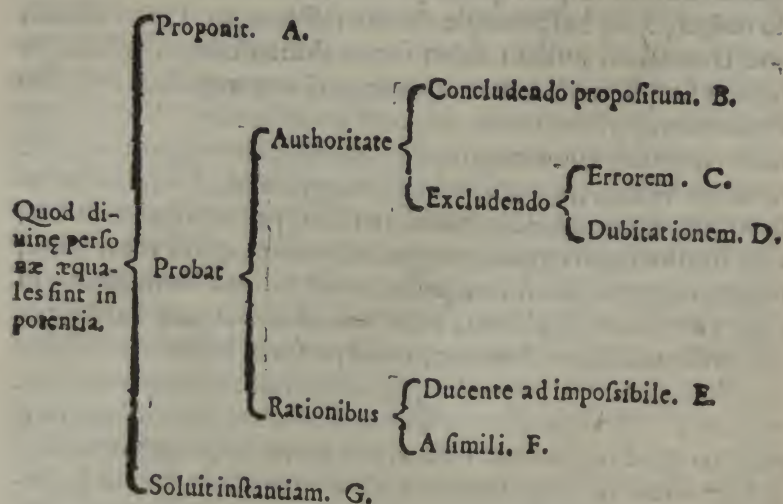 Proponit. A.
Concludendo propoſitum. B.
Authoritate
Errorem. C.
Excludendo
Dubitationem. D.
Quod di-
uinę perſo
næ æqua-
les ſint in
potentia.
Probat
Ducente ad impoſsibile. E.
Rationibus
A ſimili. F.
Soluit inſtantiam. G.